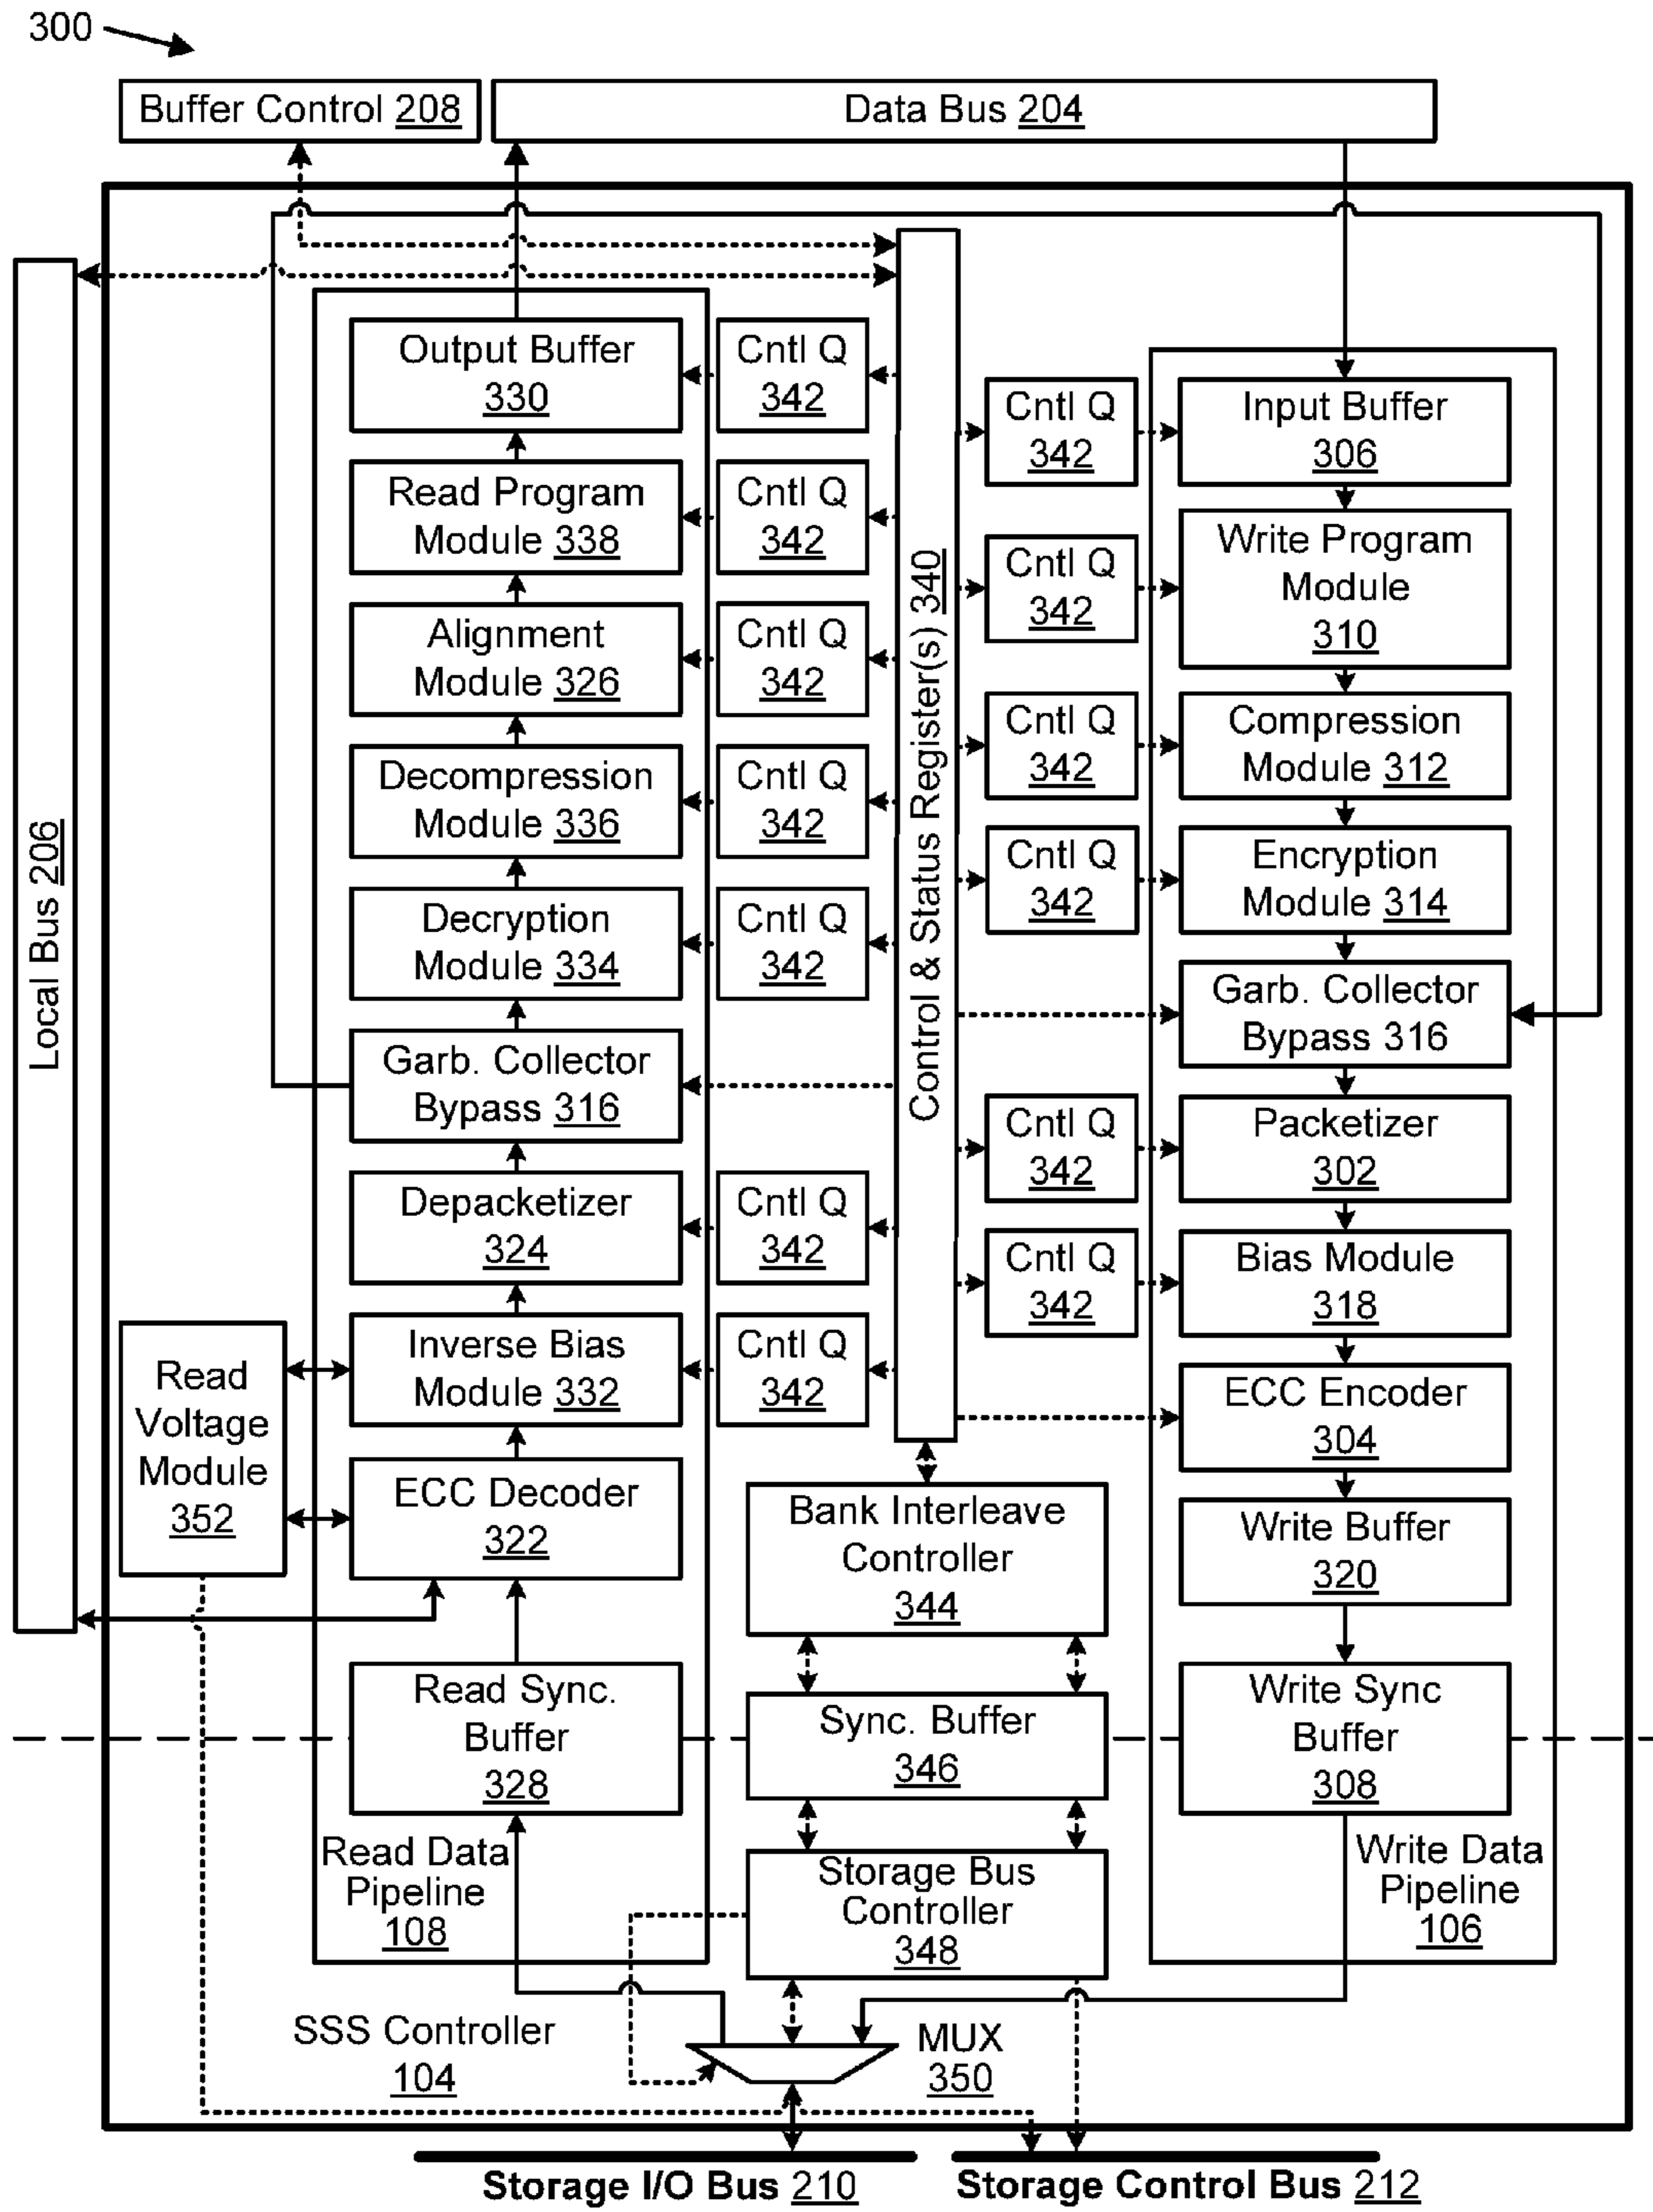 300
Buffer Control 208
Data Bus 204
Local Bus 206
Output Buffer
330
Read Program
Module 338
Alignment
Module 326
Decompression
Module 336
Decryption
Module 334
Garb. Collector
Bypass 316
Depacketizer
324
Inverse Bias
Module 332
ECC Decoder
322
Read Sync.
Buffer
328
Read Data
Pipeline
108
Read
Voltage
Module
352
Cntl Q
342
Cntl Q
342
Cntl Q
342
Cntl Q
342
Cntl Q
342
Cntl Q
342
Cntl Q
342
Control & Status Register(s) 340
Cntl Q
342
Cntl Q
342
Cntl Q
342
Cntl Q
342
Cntl Q
342
Cntl Q
342
Bank Interleave
Controller
344
Sync. Buffer
346
Storage Bus
Controller
348
Input Buffer
306
Write Program
Module
310
Compression
Module 312
Encryption
Module 314
Garb. Collector
Bypass 316
Packetizer
302
Bias Module
318
ECC Encoder
304
Write Buffer
320
Write Sync
Buffer
308
Write Data
Pipeline
106
SSS Controller
104
MUX
350
Storage I/O Bus 210
Storage Control Bus 212